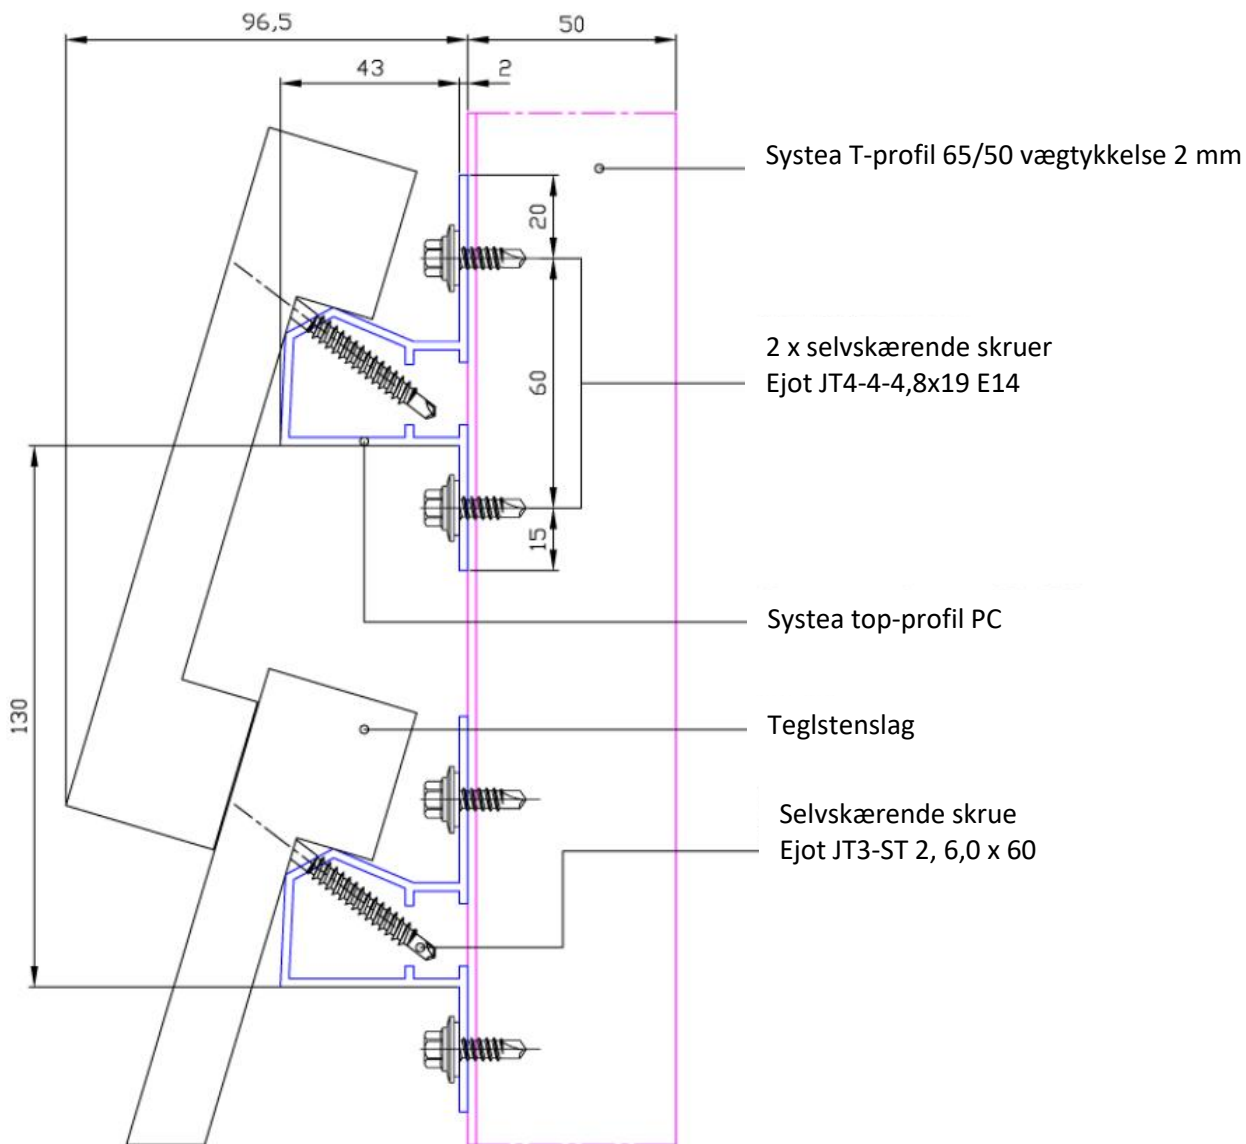 96,5
50
43
2
Systea T-profil 65/50 vægtykkelse 2 mm
20
2 x selvskærende skruer
Ejot JT4-4-4,8x19 E14
60
15
Systea top-profil PC
130
Teglstenslag
Selvskærende skrue
Ejot JT3-ST 2, 6,0 x 60